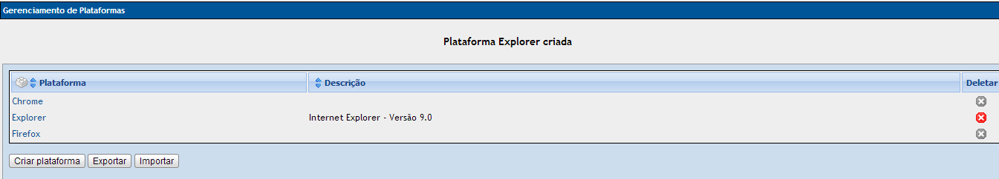 Gerenciamento de Plataformas
Plataforma Explorer criada
Plataforma Descrição Deletar
Chrome
Explorer Internet Explorer - Versão 9.0
Firefox
Criar plataforma Exportar Importar